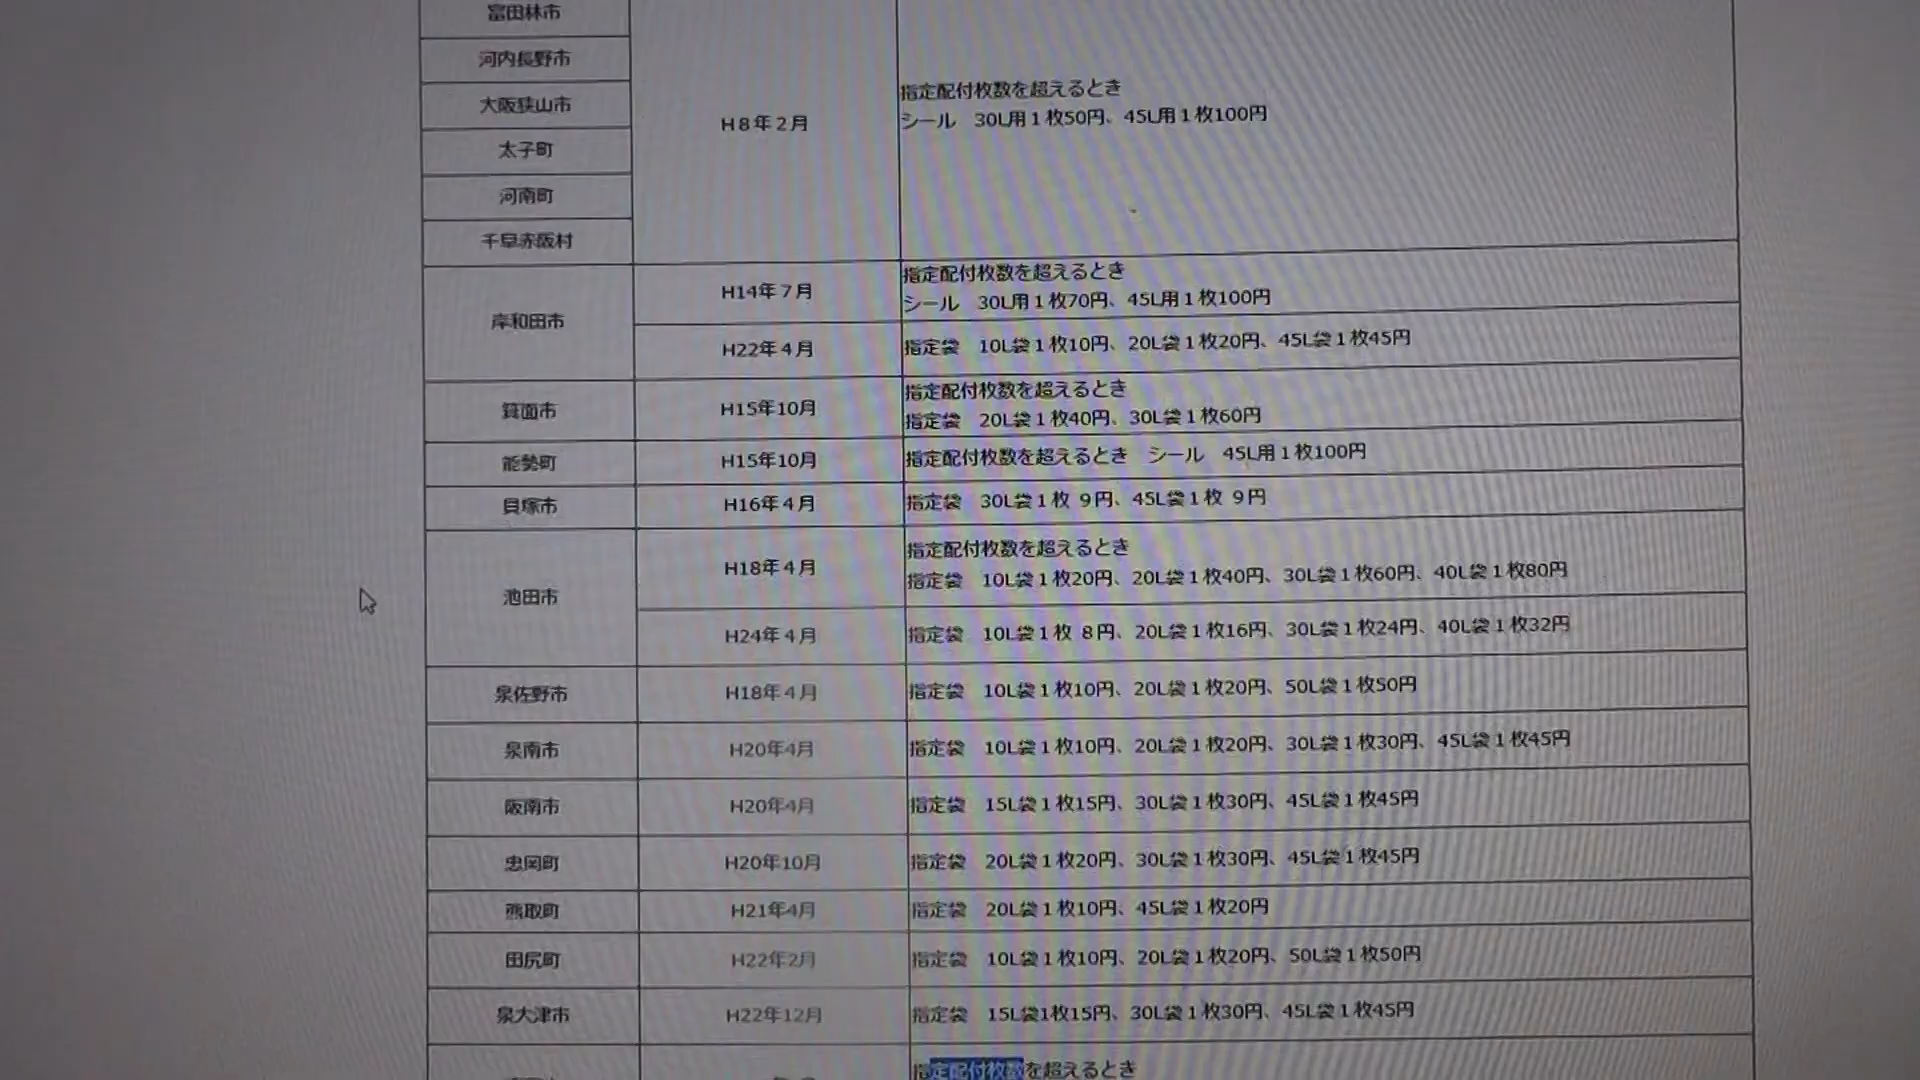 富田林市
河内長野市
大阪狭山市
太子町
河南町
千早赤阪村
H8年2月
指定配付枚数を超えるとき
シール 30L用1枚50円、45L用1枚100円
岸和田市
H14年7月
指定配付枚数を超えるとき
シール 30L用1枚70円、45L用1枚100円
H22年4月
指定袋 10L袋1枚10円、20L袋1枚20円、45L袋1枚45円
箕面市
H15年10月
指定配付枚数を超えるとき
指定袋 20L袋1枚40円、30L袋1枚60円
能勢町
H15年10月
指定配付枚数を超えるとき シール 45L用1枚100円
貝塚市
H16年4月
指定袋 30L袋1枚 9円、45L袋1枚 9円
池田市
H18年4月
指定配付枚数を超えるとき
指定袋 10L袋1枚20円、20L袋1枚40円、30L袋1枚60円、40L袋1枚80円
H24年4月
指定袋 10L袋1枚 8円、20L袋1枚16円、30L袋1枚24円、40L袋1枚32円
泉佐野市
H18年4月
指定袋 10L袋1枚10円、20L袋1枚20円、50L袋1枚50円
泉南市
H20年4月
指定袋 10L袋1枚10円、20L袋1枚20円、30L袋1枚30円、45L袋1枚45円
阪南市
H20年4月
指定袋 15L袋1枚15円、30L袋1枚30円、45L袋1枚45円
忠岡町
H20年10月
指定袋 20L袋1枚20円、30L袋1枚30円、45L袋1枚45円
熊取町
H21年4月
指定袋 20L袋1枚10円、45L袋1枚20円
田尻町
H22年2月
指定袋 10L袋1枚10円、20L袋1枚20円、50L袋1枚50円
泉大津市
H22年12月
指定袋 15L袋1枚15円、30L袋1枚30円、45L袋1枚45円
指定配付枚数を超えるとき